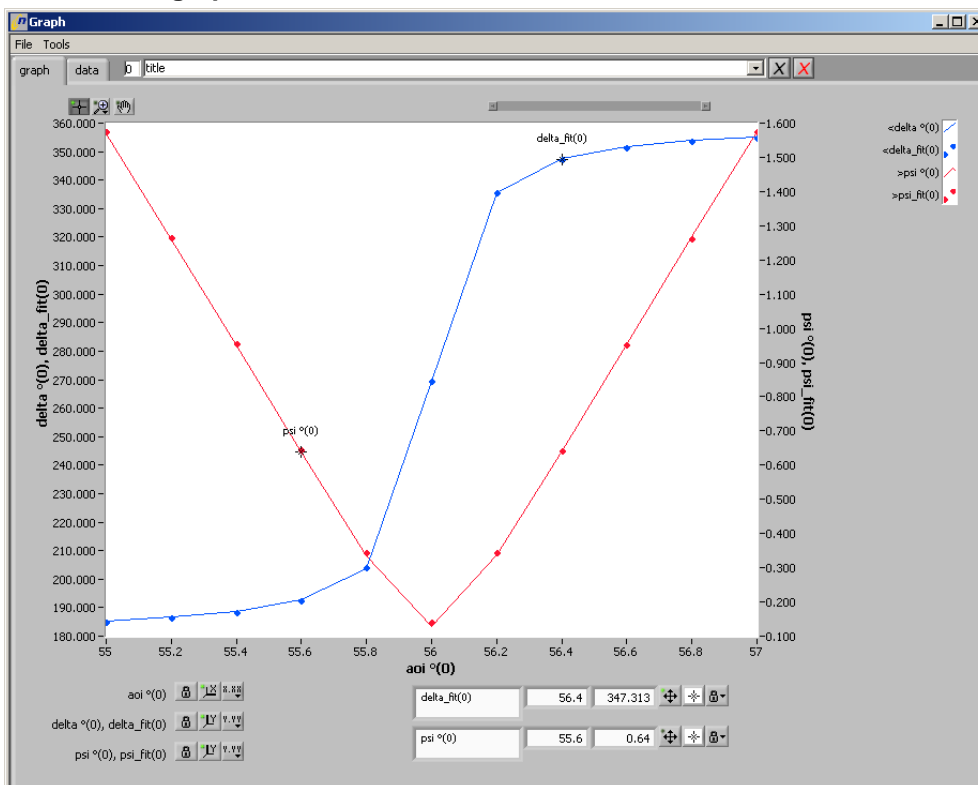 Graph
File Tools
graph data 0 title X X
<delta °(0)
<delta_fit(0)
>psi °(0)
>psi_fit(0)
delta_fit(0)
psi °(0)
delta °(0), delta_fit(0)
360.000
350.000
340.000
330.000
320.000
310.000
300.000
290.000
280.000
270.000
260.000
250.000
240.000
230.000
220.000
210.000
200.000
190.000
180.000
1.600
1.500
1.400
1.300
1.200
1.100
1.000
0.900
0.800
0.700
0.600
0.500
0.400
0.300
0.200
0.100
psi °(0), psi_fit(0)
55 55.2 55.4 55.6 55.8 56 56.2 56.4 56.6 56.8 57
aoi °(0)
aoi °(0) X X.XX
delta °(0), delta_fit(0) Y Y.YY
psi °(0), psi_fit(0) Y Y.YY
delta_fit(0) 56.4 347.313
psi °(0) 55.6 0.64